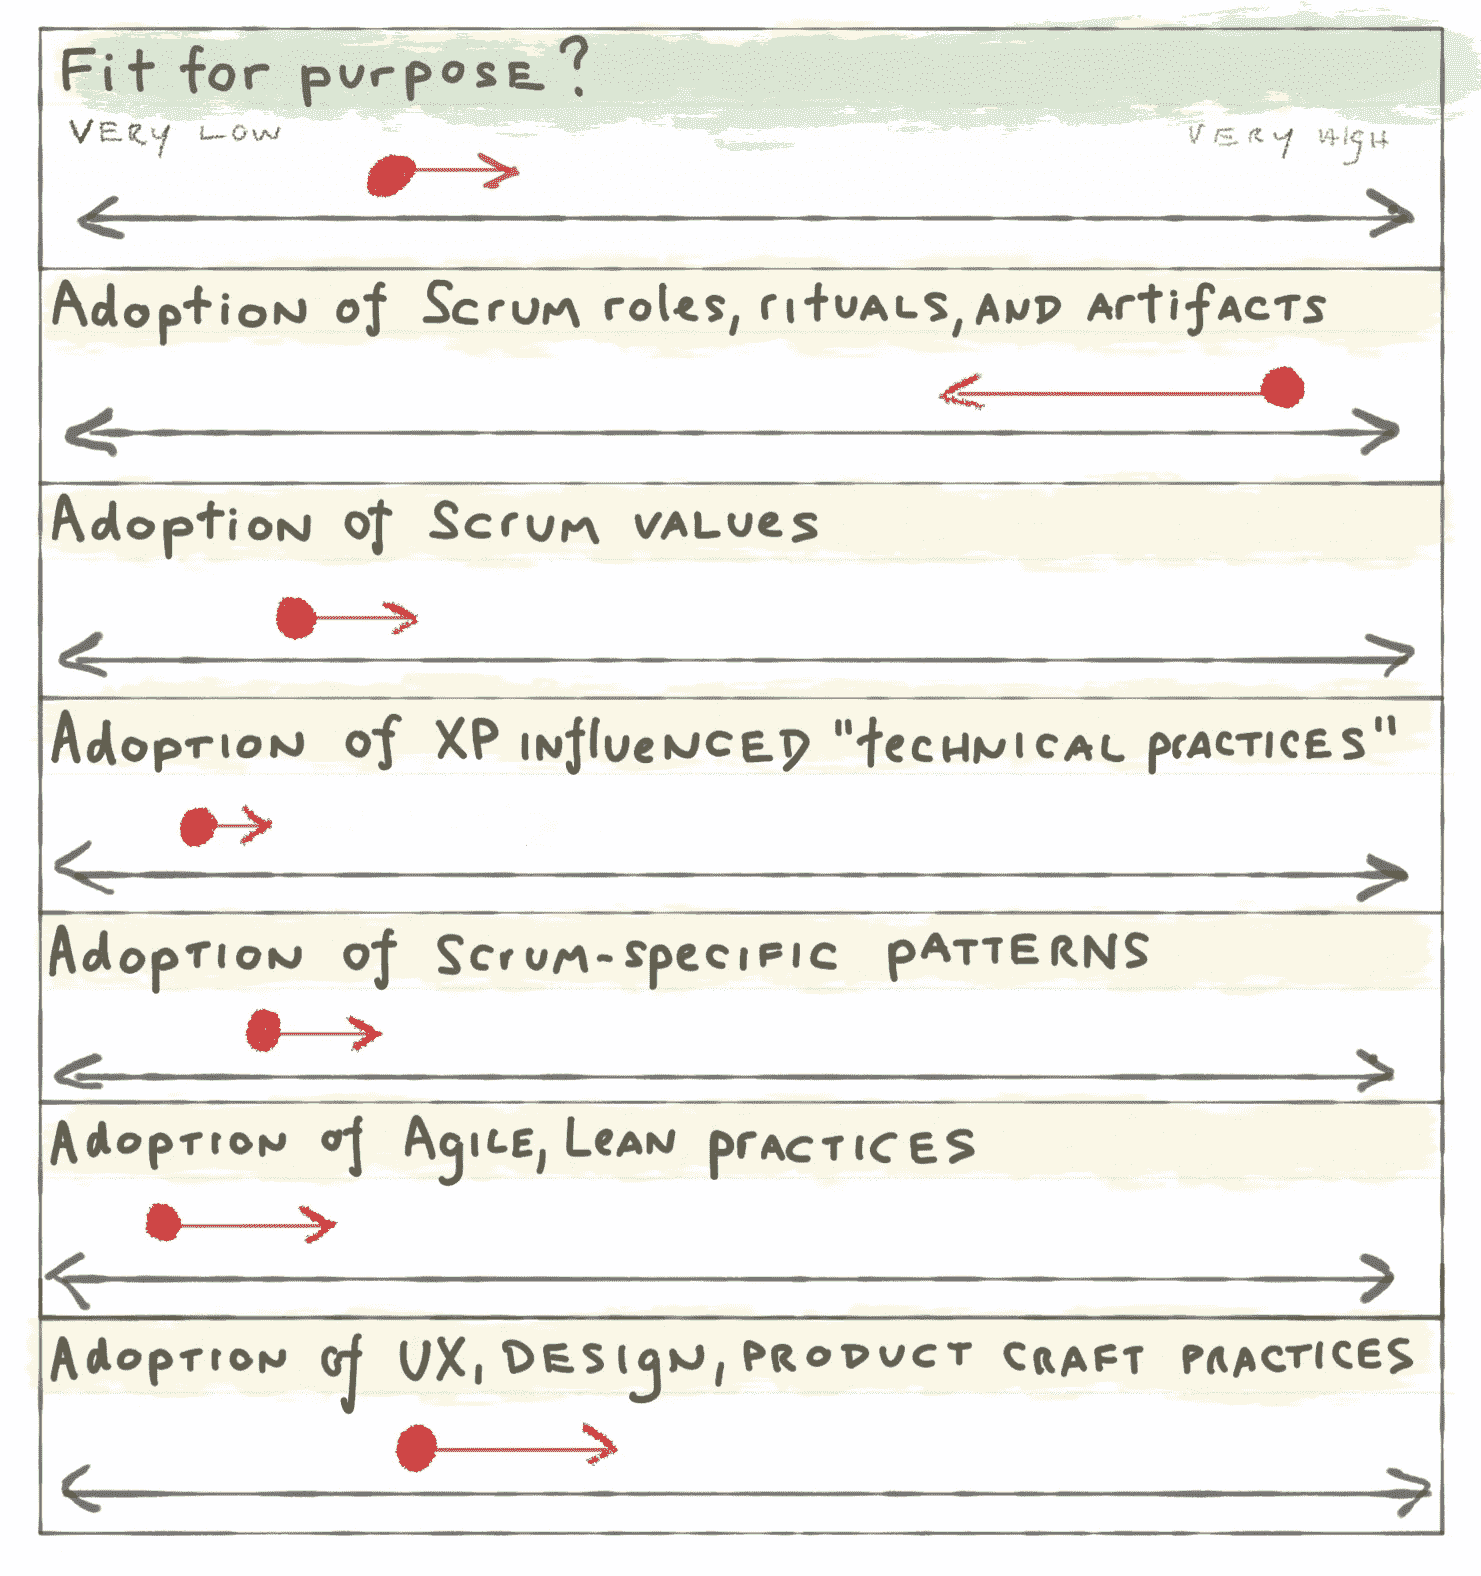 Fit for purpose?
VERY LOW
VERY HIGH
Adoption of Scrum roles, rituals, and artifacts
Adoption of Scrum values
Adoption of XP influenced "technical practices"
Adoption of Scrum-specific patterns
Adoption of Agile, Lean practices
Adoption of UX, Design, Product craft practices